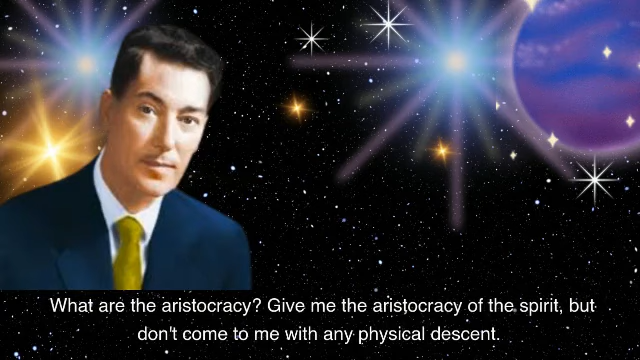 What are the aristocracy? Give me the aristocracy of the spirit, but
don't come to me with any physical descent.